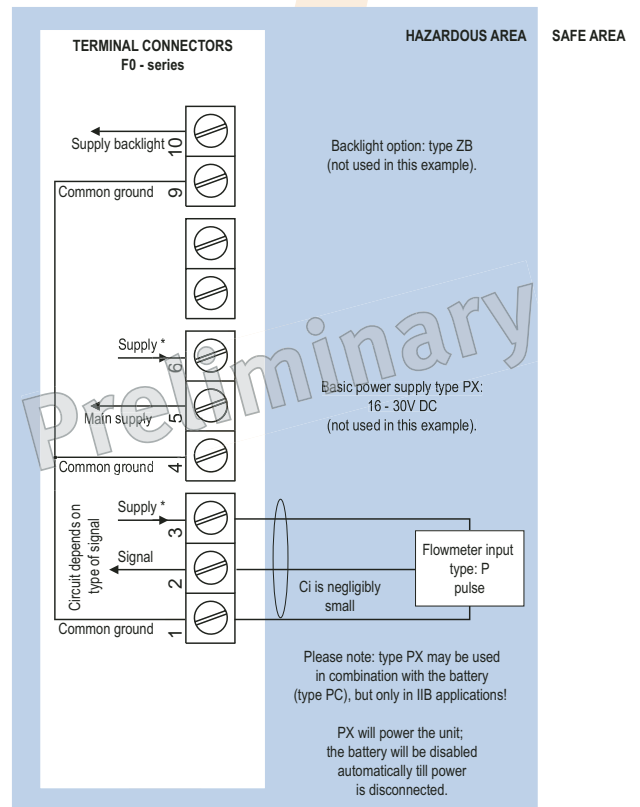 HAZARDOUS AREA
SAFE AREA
TERMINAL CONNECTORS
F0 - series
Supply backlight
10
Backlight option: type ZB
(not used in this example).
Common ground
9
Supply *
6
Basic power supply type PX:
16 - 30V DC
(not used in this example).
Main supply
5
Common ground
4
Preliminary
Supply *
3
Circuit depends on
type of signal
Signal
2
Flowmeter input
type: P
pulse
Ci is negligibly
small
Common ground
1
Please note: type PX may be used
in combination with the battery
(type PC), but only in IIB applications!
PX will power the unit;
the battery will be disabled
automatically till power
is disconnected.